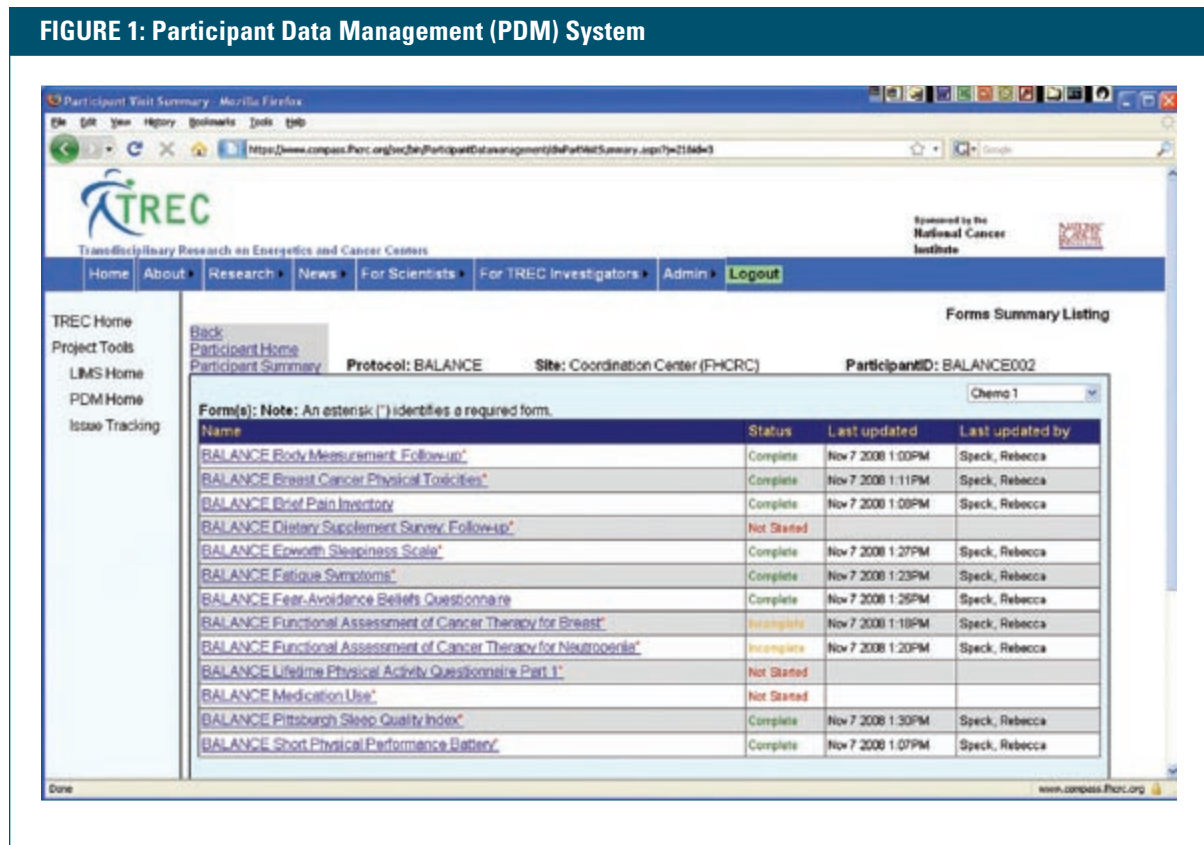 FIGURE 1: Participant Data Management (PDM) System
Participant Visit Summary - Mozilla Firefox
File Edit View History Bookmarks Tools Help
Google
TREC
Transdisciplinary Research on Energetics and Cancer Centers
Sponsored by the
National Cancer
Institute
Home About Research News For Scientists For TREC Investigators Admin Logout
TREC Home
Project Tools
LIMS Home
PDM Home
Issue Tracking
Forms Summary Listing
Back
Participant Home
Participant Summary Protocol: BALANCE Site: Coordination Center (FHCRC) ParticipantID: BALANCE002
Chemo 1
Form(s): Note: An asterisk (*) identifies a required form.
Name Status Last updated Last updated by
BALANCE Body Measurement: Follow-up* Complete Nov 7 2008 1:00PM Speck, Rebecca
BALANCE Breast Cancer Physical Toxicities* Complete Nov 7 2008 1:11PM Speck, Rebecca
BALANCE Brief Pain Inventory Complete Nov 7 2008 Speck, Rebecca
BALANCE Dietary Supplement Survey: Follow-up* Not Started
BALANCE Epworth Sleepiness Scale* Complete Nov 7 2008 1:27PM Speck, Rebecca
BALANCE Fatigue Symptoms* Complete Nov 7 2008 1:23PM Speck, Rebecca
BALANCE Fear-Avoidance Beliefs Questionnaire Complete Nov 7 2008 Speck, Rebecca
BALANCE Functional Assessment of Cancer Therapy for Breast* Incomplete Nov 7 2008 Speck, Rebecca
BALANCE Functional Assessment of Cancer Therapy for Neutropenia* Incomplete Nov 7 2008 1:20PM Speck, Rebecca
BALANCE Lifetime Physical Activity Questionnaire Part 1* Not Started
BALANCE Medication Use* Not Started
BALANCE Pittsburgh Sleep Quality Index* Complete Nov 7 2008 1:30PM Speck, Rebecca
BALANCE Short Physical Performance Battery* Complete Nov 7 2008 1:07PM Speck, Rebecca
Done www.compass.fhcrc.org